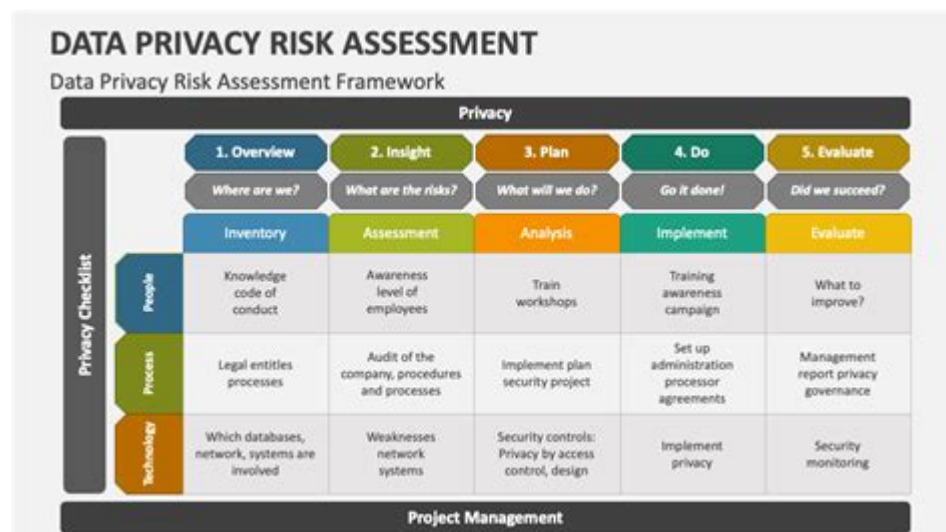 DATA PRIVACY RISK ASSESSMENT
Data Privacy Risk Assessment Framework
Privacy
1. Overview
2. Insight
3. Plan
4. Do
5. Evaluate
Where are we?
What are the risks?
What will we do?
Go it done!
Did we succeed?
Inventory
Assessment
Analysis
Implement
Evaluate
Privacy Checklist
People
Knowledge
code of
conduct
Awareness
level of
employees
Train
workshops
Training
awareness
campaign
What to
improve?
Process
Legal entitles
processes
Audit of the
company, procedures
and processes
Implement plan
security project
Set up
administration
processor
agreements
Management
report privacy
governance
Technology
Which databases,
network, systems are
involved
Weaknesses
network
systems
Security controls:
Privacy by access
control, design
Implement
privacy
Security
monitoring
Project Management